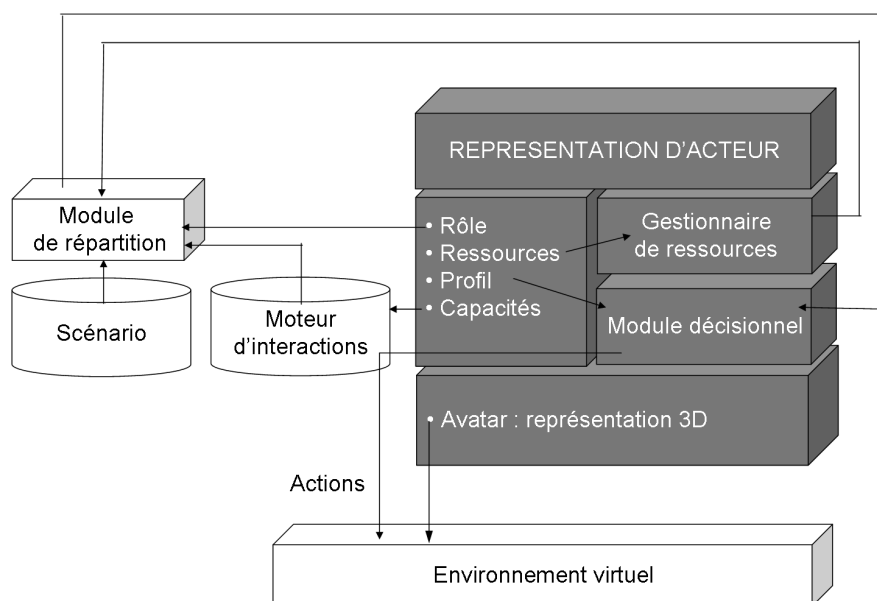 REPRESENTATION D'ACTEUR
Module
de répartition
• Rôle
• Ressources
• Profil
• Capacités
Gestionnaire
de ressources
Scénario
Moteur
d'interactions
Module décisionnel
• Avatar : représentation 3D
Actions
Environnement virtuel